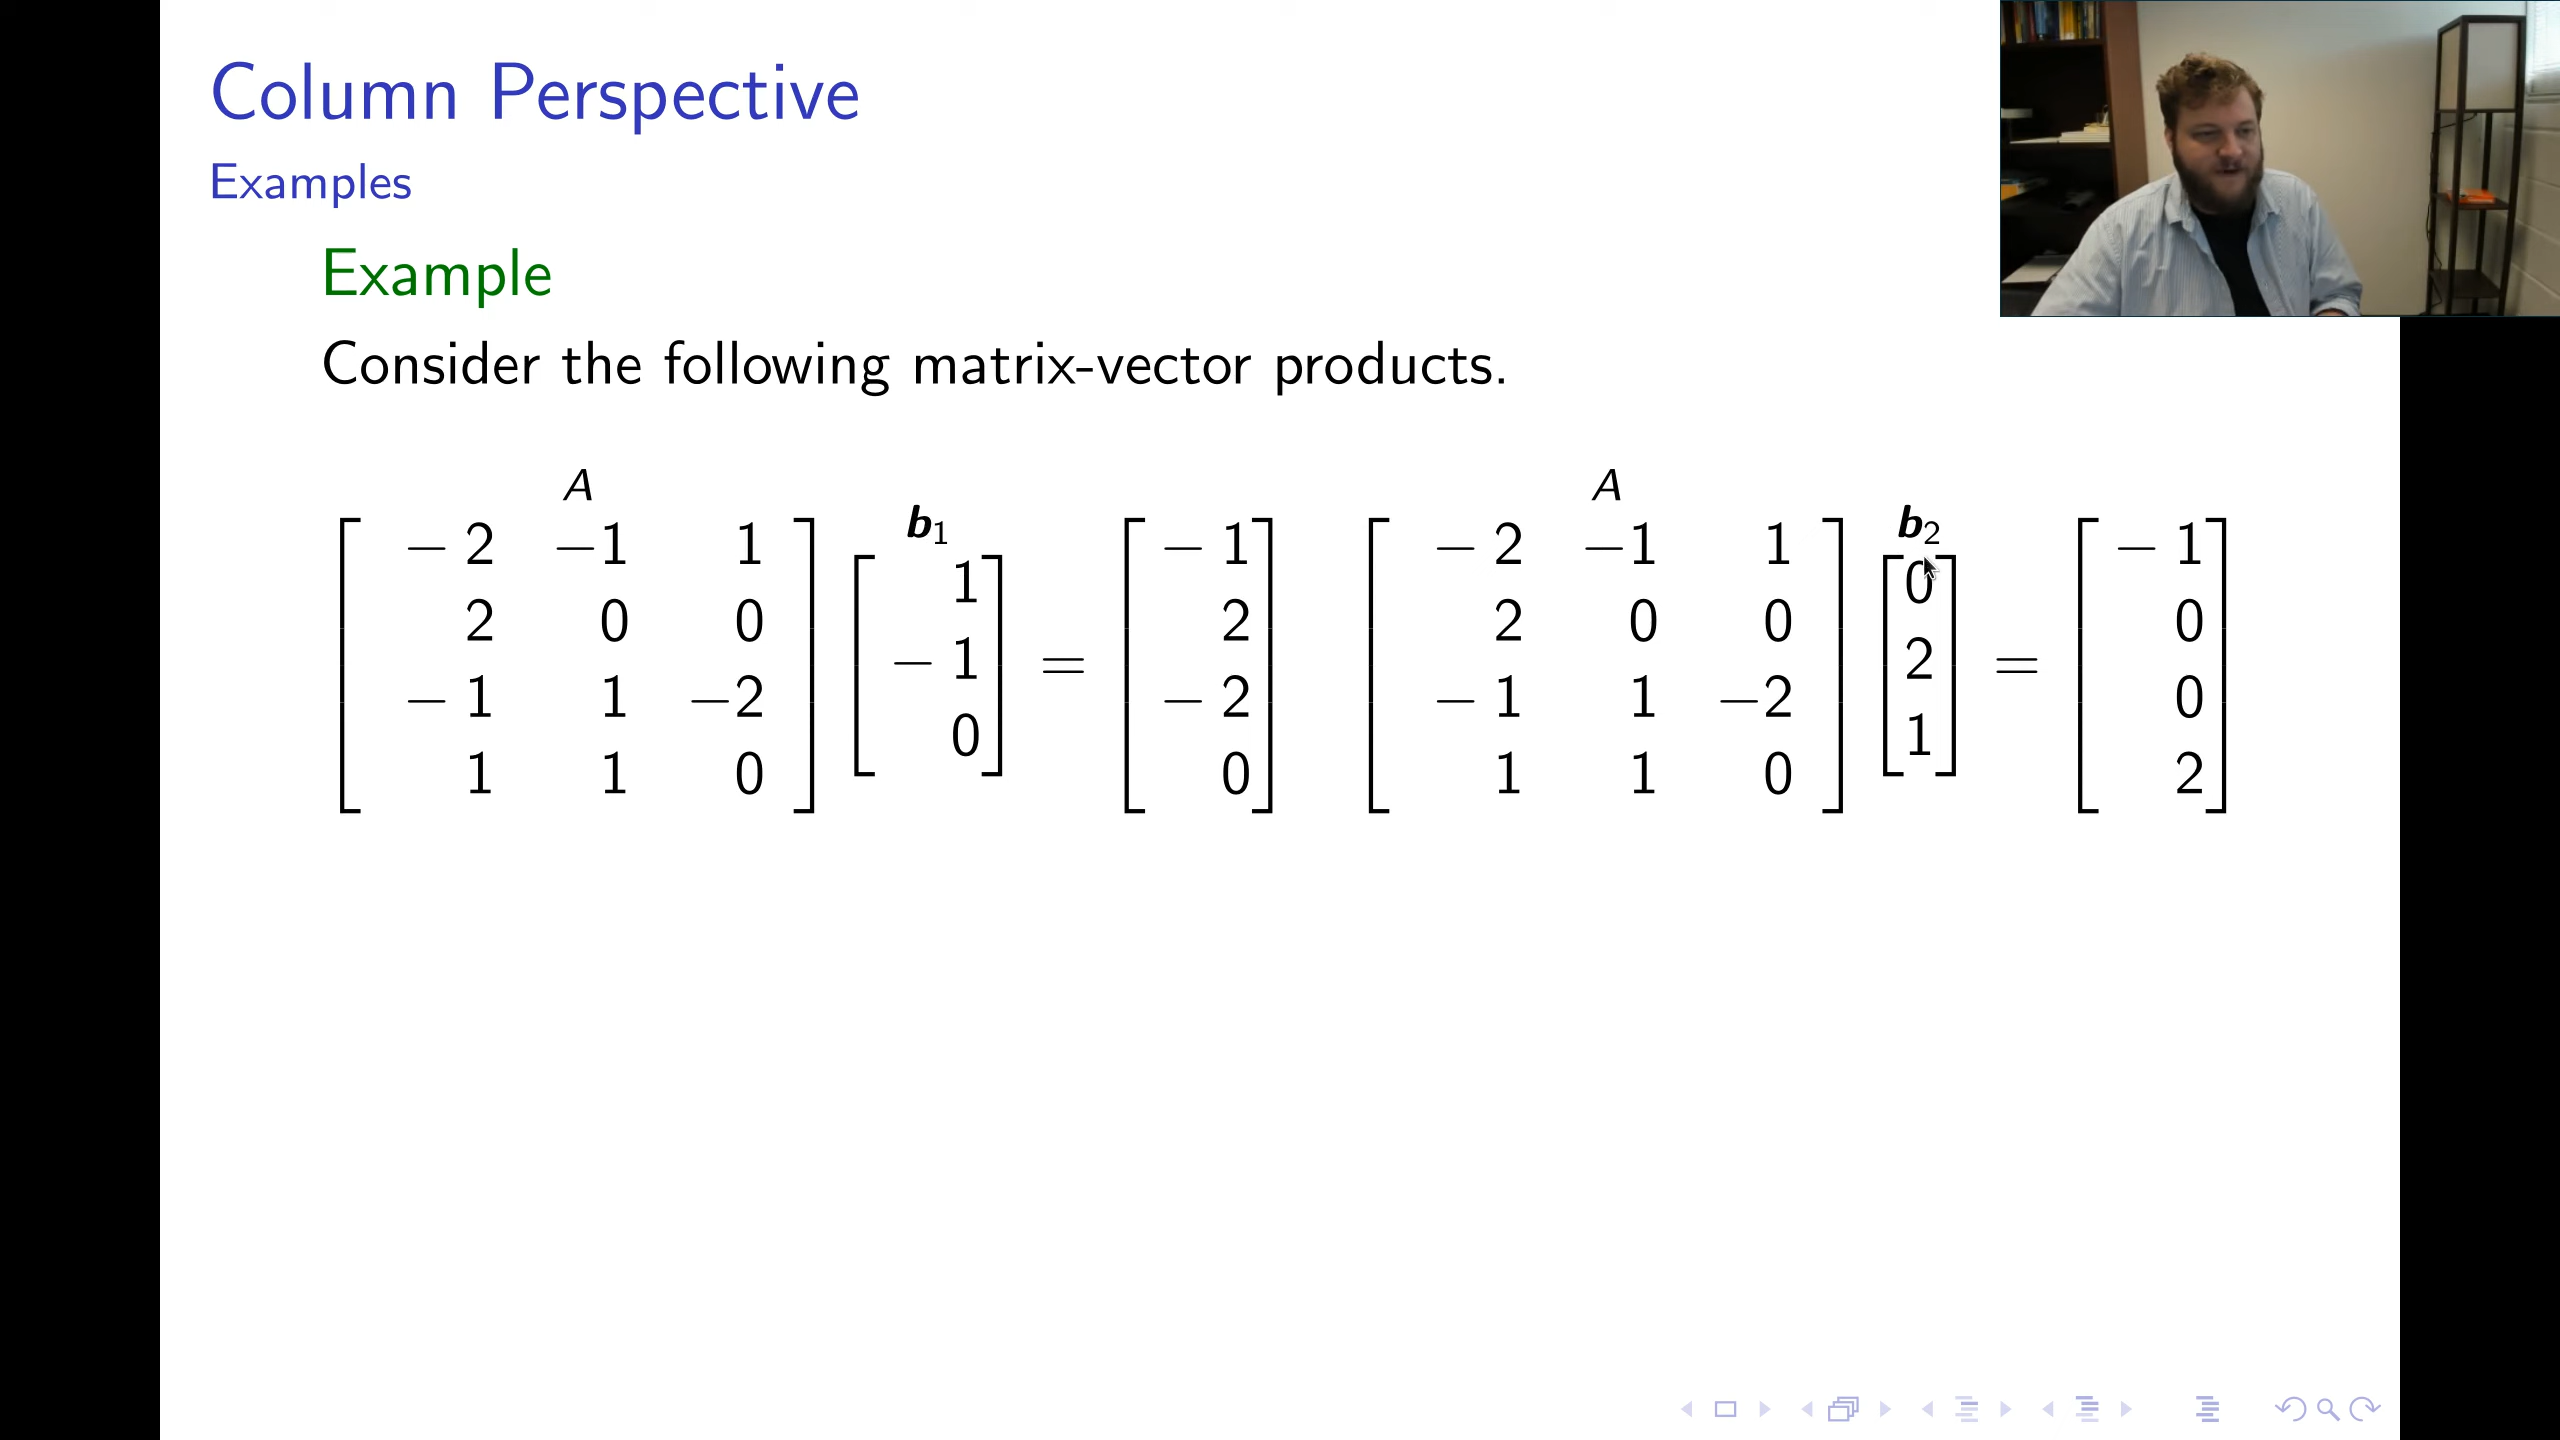 Column Perspective
Examples
Example
Consider the following matrix-vector products.
A b1 A b2
[ −2 −1 1 ] [ 1 ] [ −1 ] [ −2 −1 1 ] [ 0 ] [ −1 ]
[ 2 0 0 ] [ −1 ] = [ 2 ] [ 2 0 0 ] [ 2 ] = [ 0 ]
[ −1 1 −2 ] [ 0 ] [ −2 ] [ −1 1 −2 ] [ 1 ] [ 0 ]
[ 1 1 0 ] [ 0 ] [ 1 1 0 ] [ 2 ]